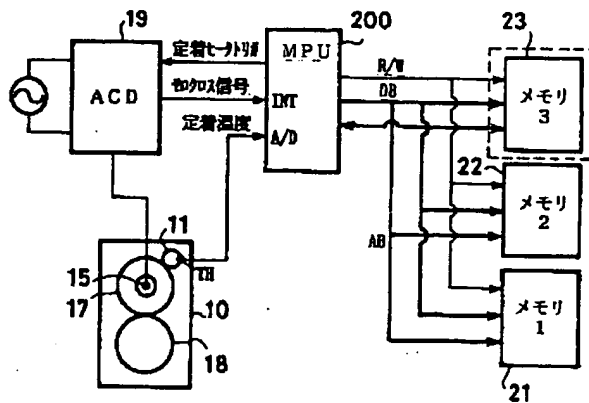 19
200
23
定着ヒータトリガ
MPU
R/W
ACD
ゼロクロス信号
INT
DB
メモリ
3
定着温度
A/D
22
メモリ
2
11
AB
15
TH
17
10
メモリ
1
18
21